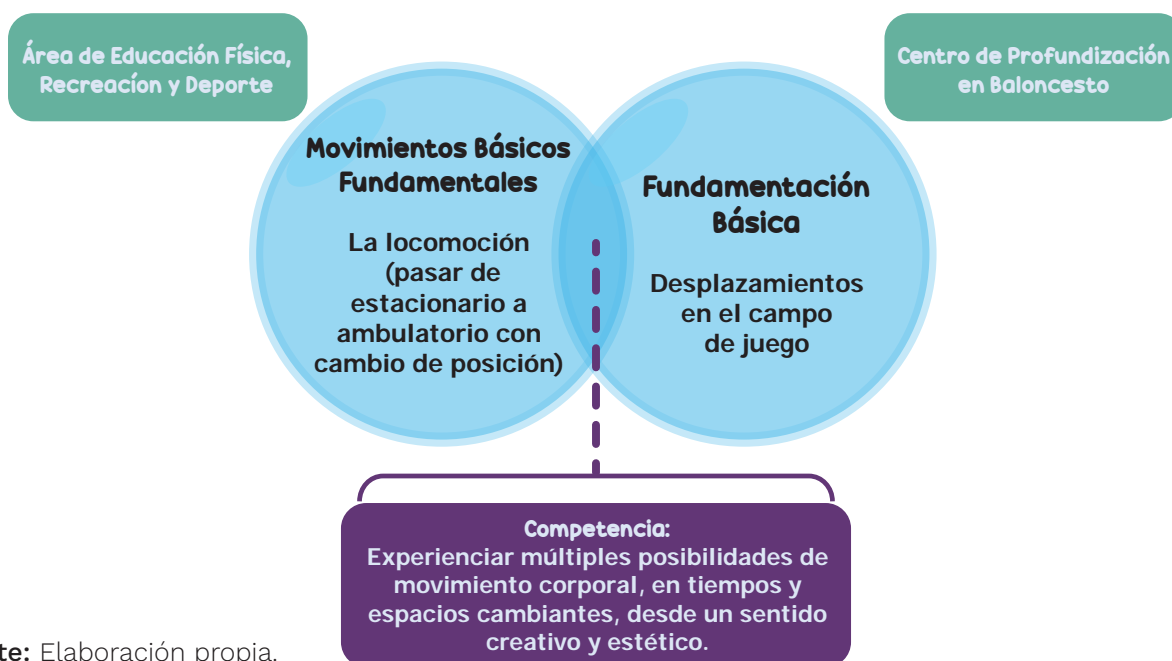 Área de Educación Física,
Recreacíon y Deporte
Centro de Profundización
en Baloncesto
Movimientos Básicos
Fundamentales
La locomoción
(pasar de
estacionario a
ambulatorio con
cambio de posición)
Fundamentación
Básica
Desplazamientos
en el campo
de juego
Competencia:
Experienciar múltiples posibilidades de
movimiento corporal, en tiempos y
espacios cambiantes, desde un sentido
creativo y estético.
te: Elaboración propia.